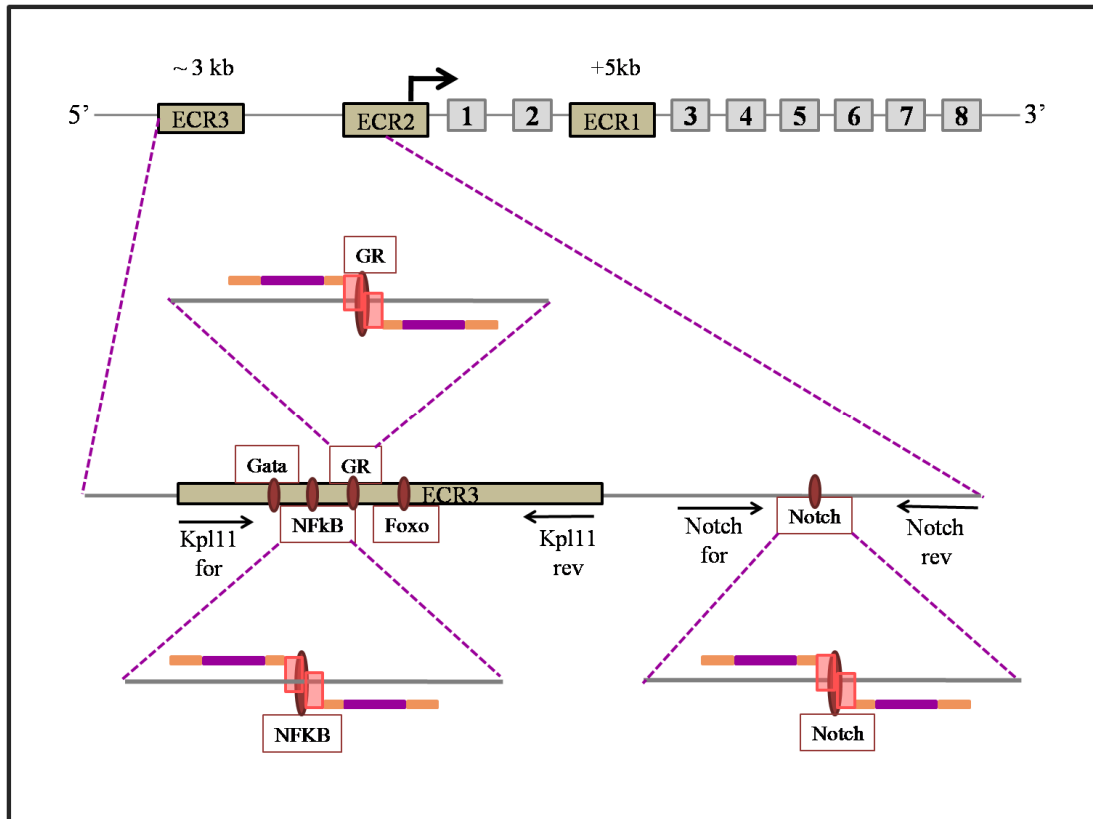 ~ 3 kb
+5kb
5’ ECR3 ECR2 1 2 ECR1 3 4 5 6 7 8 3’
GR
Gata GR
ECR3
NFkB Foxo Notch
Kpl11 for
Kpl11 rev
Notch for
Notch rev
NFKB
Notch